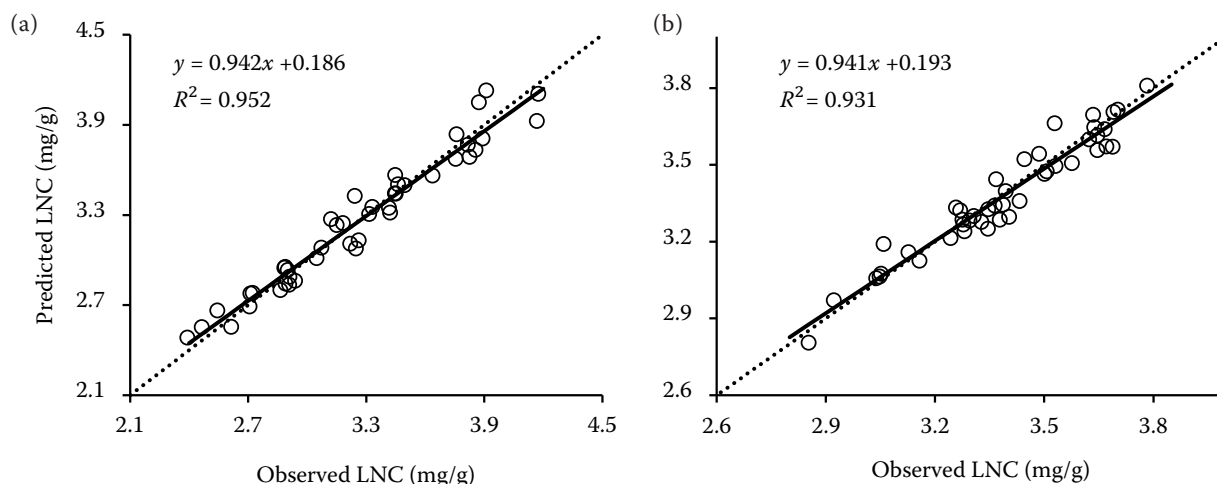 (a)
y = 0.942x +0.186
R² = 0.952
Predicted LNC (mg/g)
4.5
3.9
3.3
2.7
2.1
2.1 2.7 3.3 3.9 4.5
Observed LNC (mg/g)
(b)
y = 0.941x +0.193
R² = 0.931
3.8
3.5
3.2
2.9
2.6
2.6 2.9 3.2 3.5 3.8
Observed LNC (mg/g)